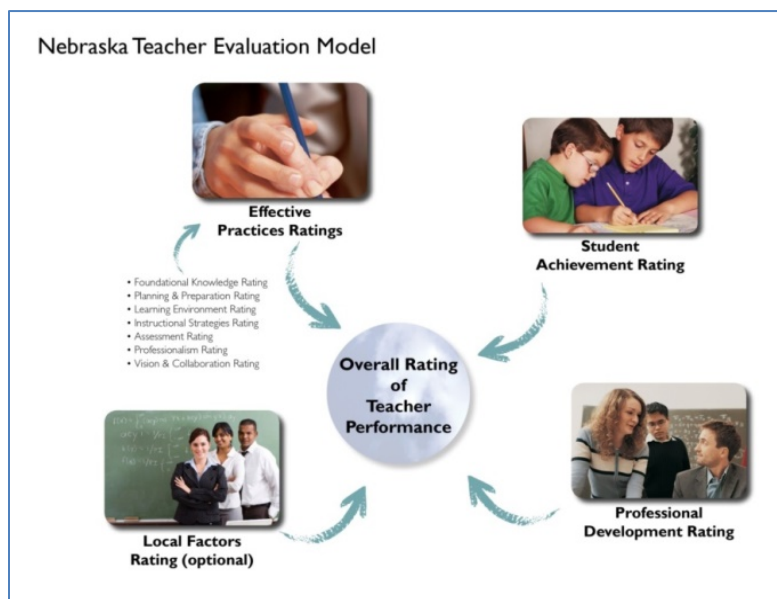 Nebraska Teacher Evaluation Model
Effective
Practices Ratings
Student
Achievement Rating
• Foundational Knowledge Rating
• Planning & Preparation Rating
• Learning Environment Rating
• Instructional Strategies Rating
• Assessment Rating
• Professionalism Rating
• Vision & Collaboration Rating
Overall Rating
of
Teacher
Performance
Local Factors
Rating (optional)
Professional
Development Rating